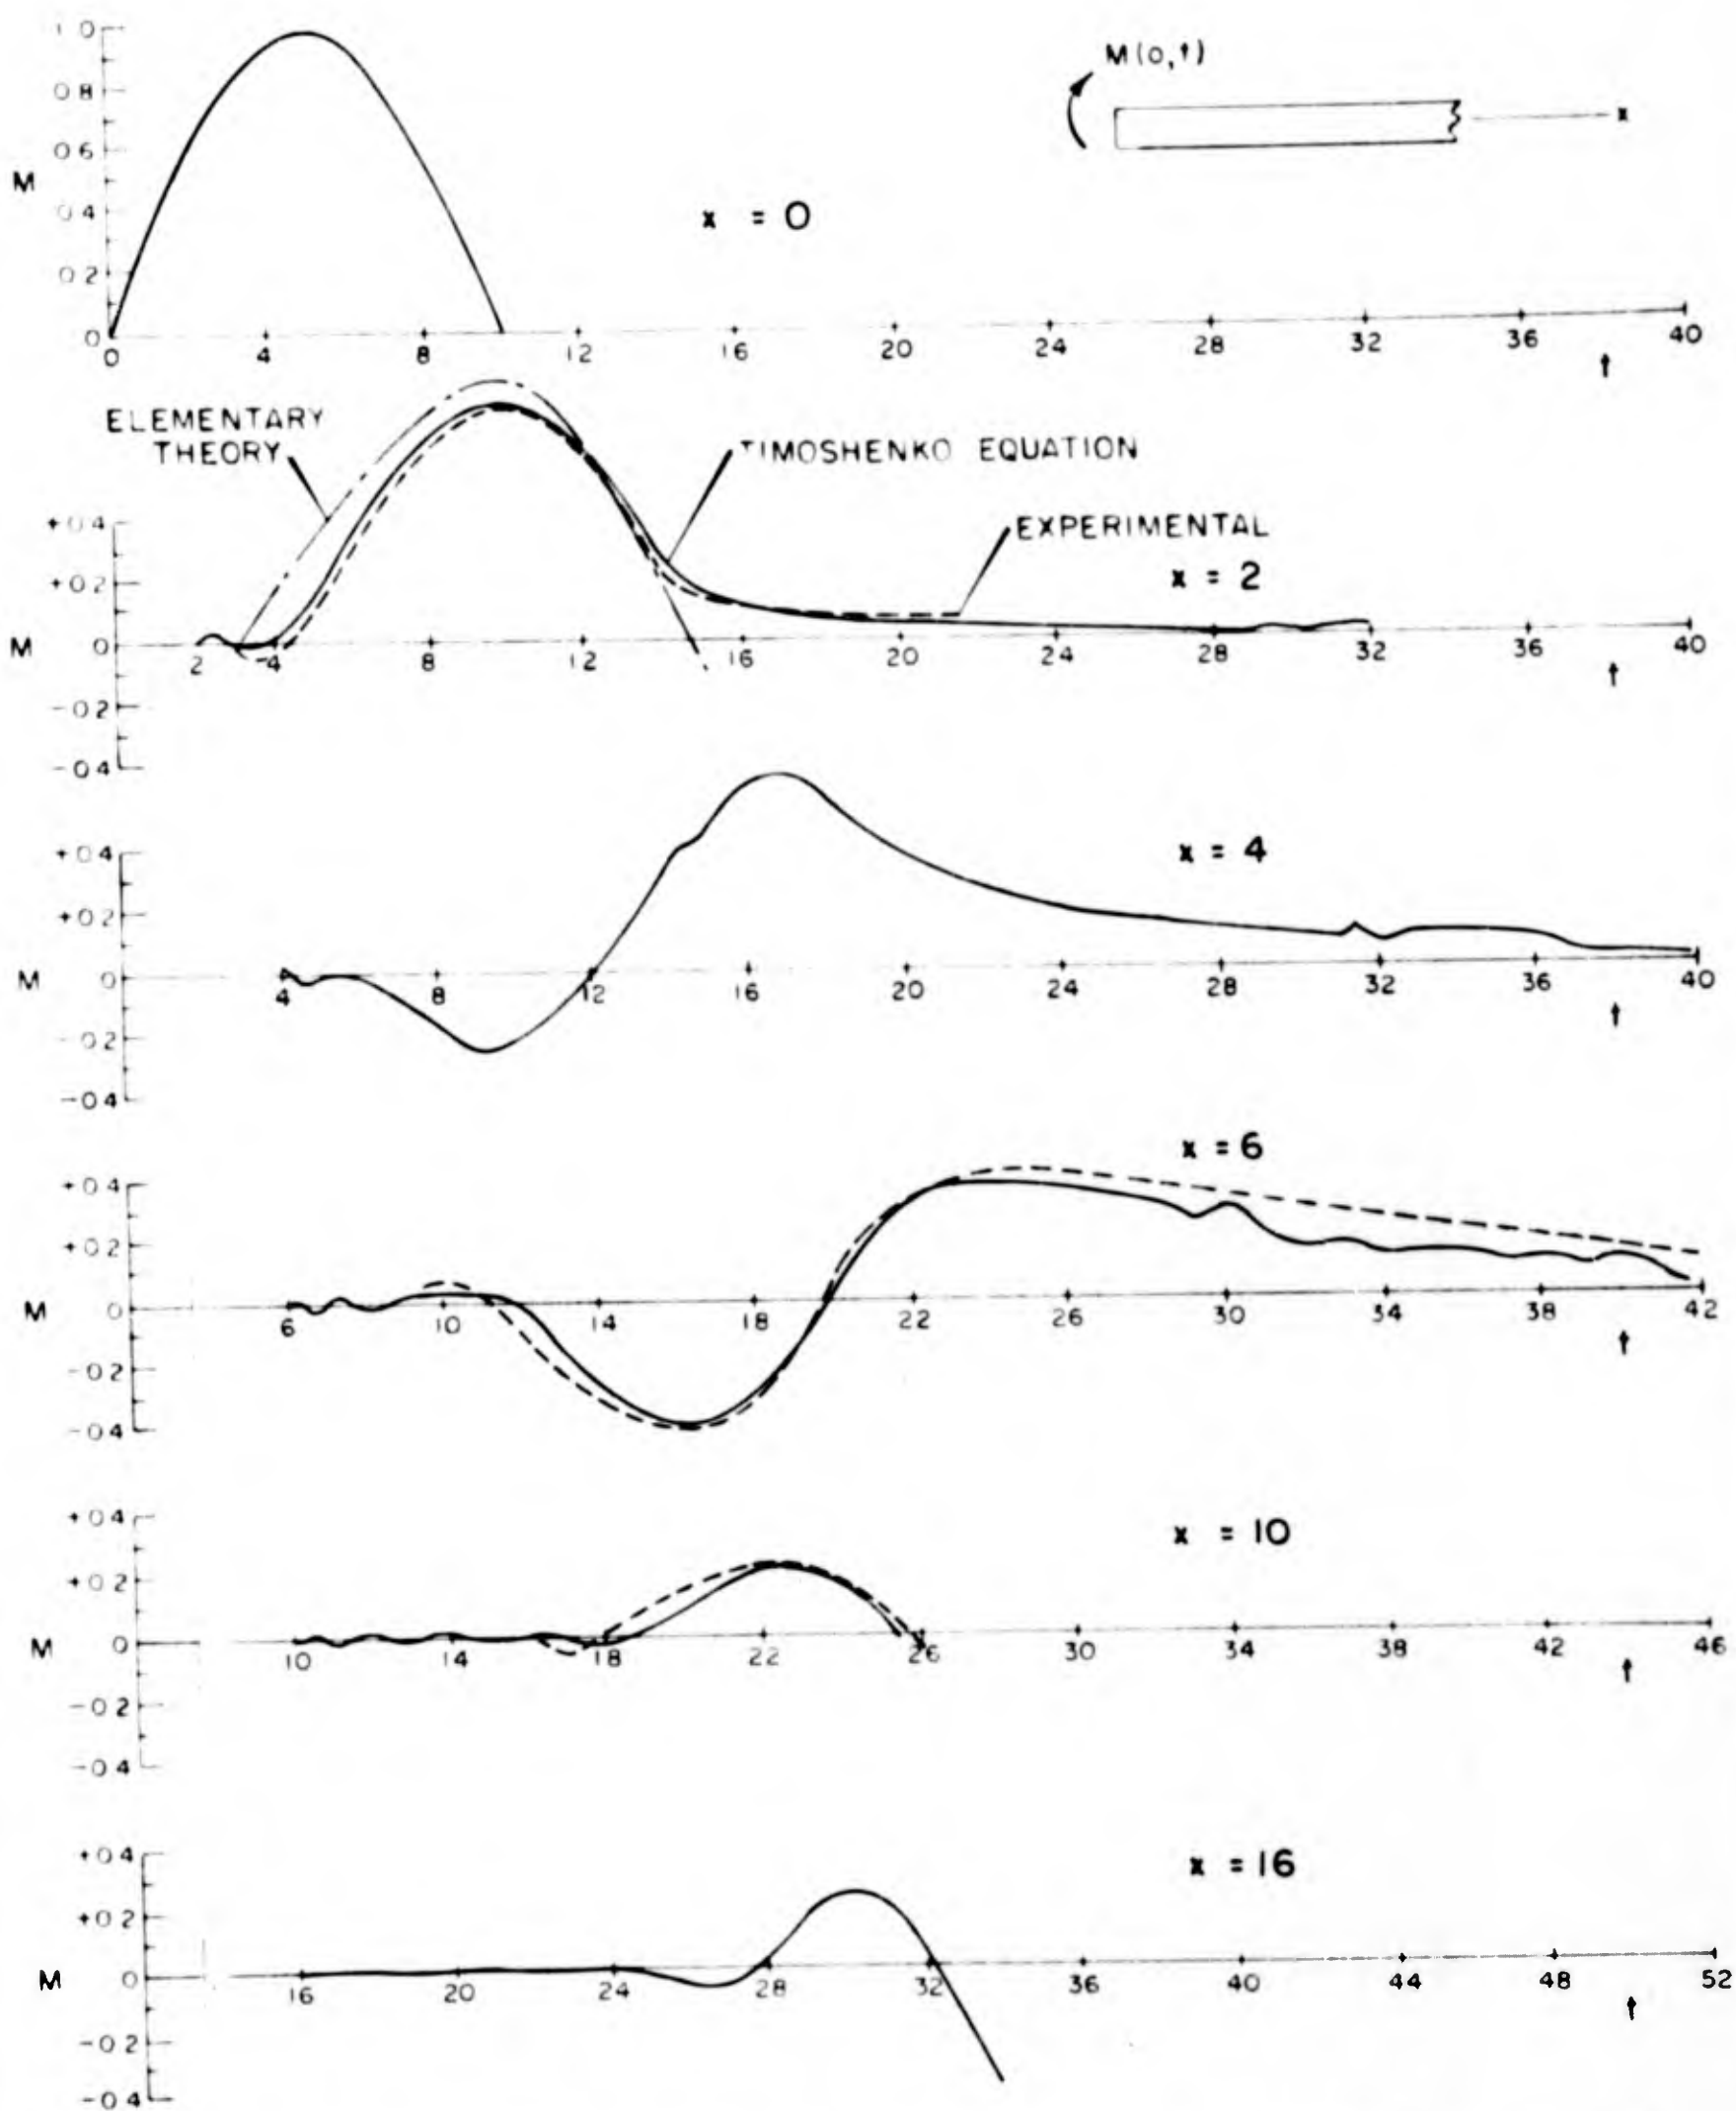 1 0
0 8
0 6
M
0 4
0 2
0
M(0,t)
x
x = 0
0 4 8 12 16 20 24 28 32 36 40
t
ELEMENTARY
THEORY
TIMOSHENKO EQUATION
EXPERIMENTAL
x = 2
+0 4
+0 2
M 0
-0 2
-0 4
2 4 8 12 16 20 24 28 32 36 40
t
x = 4
+0 4
+0 2
M 0
-0 2
-0 4
4 8 12 16 20 24 28 32 36 40
t
x = 6
+0 4
+0 2
M 0
-0 2
-0 4
6 10 14 18 22 26 30 34 38 42
t
x = 10
+0 4
+0 2
M 0
-0 2
-0 4
10 14 18 22 26 30 34 38 42 46
t
x = 16
+0 4
+0 2
M 0
-0 2
-0 4
16 20 24 28 32 36 40 44 48 52
t